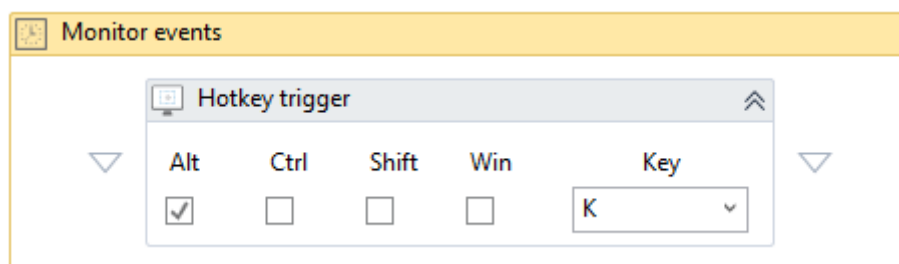 Monitor events
Hotkey trigger
Alt Ctrl Shift Win Key
K